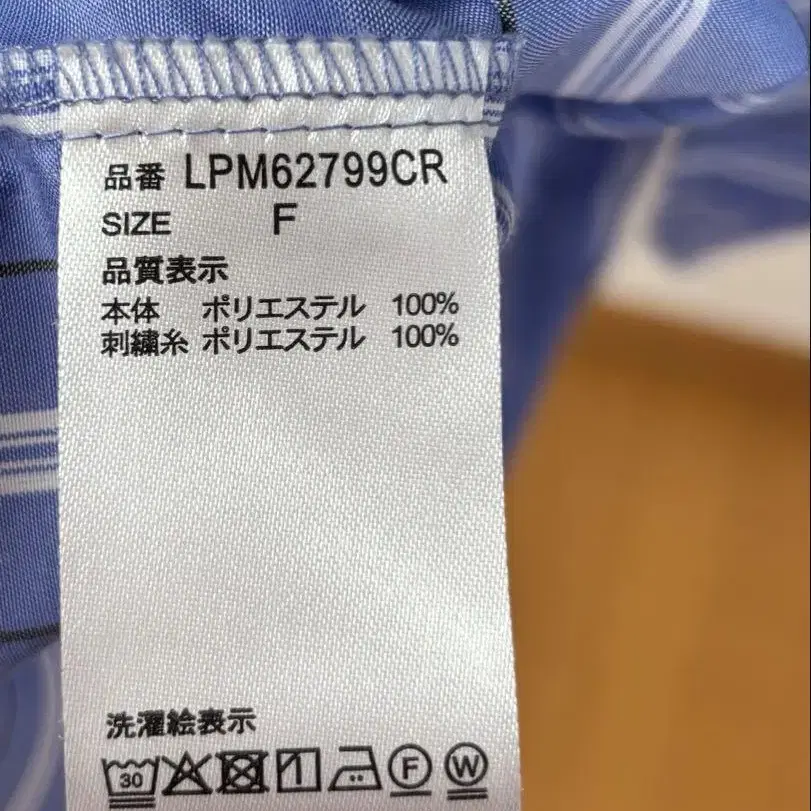 品番 LPM62799CR
SIZE F
品質表示
本体 ポリエステル 100%
刺繍糸 ポリエステル 100%
洗濯絵表示
30 F W